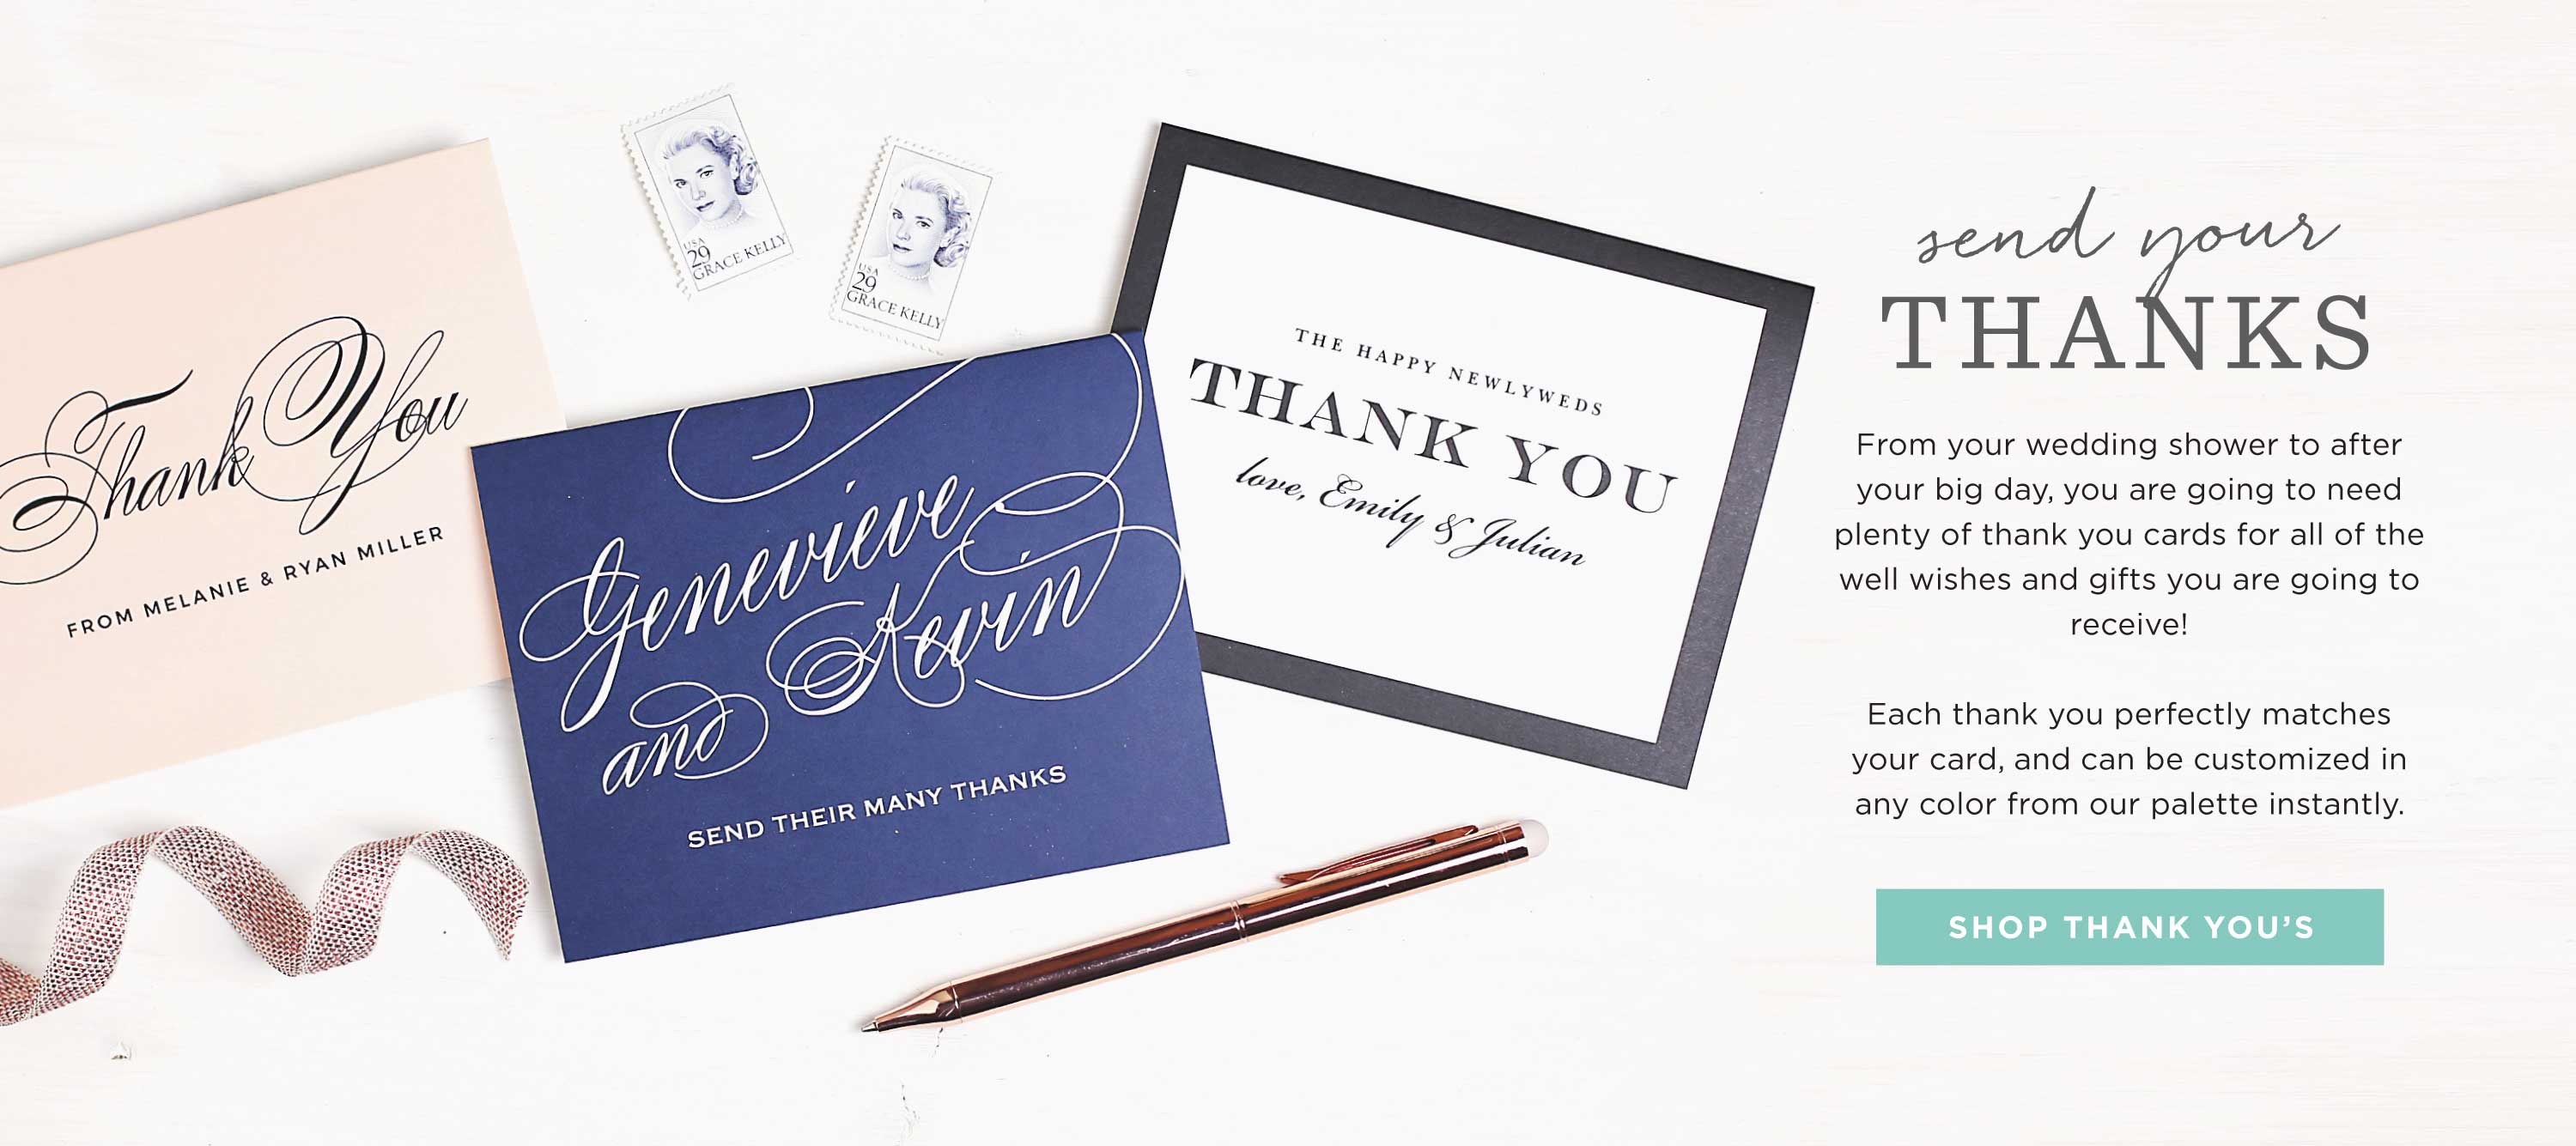 Thank You
FROM MELANIE & RYAN MILLER
USA
29
GRACE KELLY
USA
29
GRACE KELLY
Genevieve
and Kevin
SEND THEIR MANY THANKS
THE HAPPY NEWLYWEDS
THANK YOU
love, Emily & Julian
send your
THANKS
From your wedding shower to after
your big day, you are going to need
plenty of thank you cards for all of the
well wishes and gifts you are going to
receive!
Each thank you perfectly matches
your card, and can be customized in
any color from our palette instantly.
SHOP THANK YOU’S